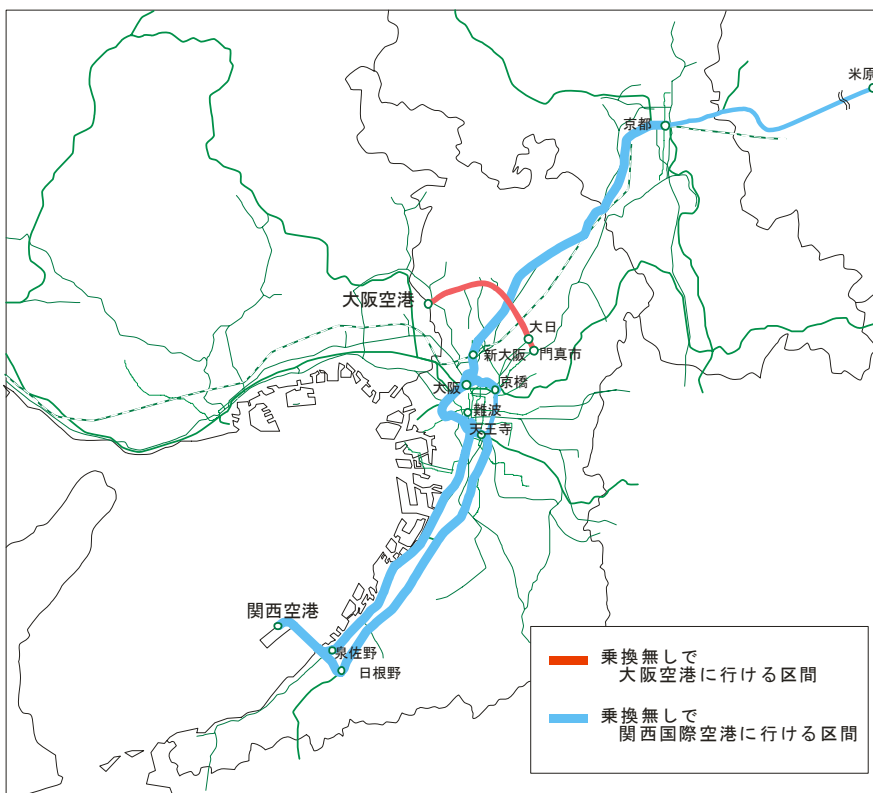 米原
京都
大阪空港
大日
新大阪
門真市
大阪
京橋
難波
天王寺
関西空港
泉佐野
日根野
乗換無しで
大阪空港に行ける区間
乗換無しで
関西国際空港に行ける区間